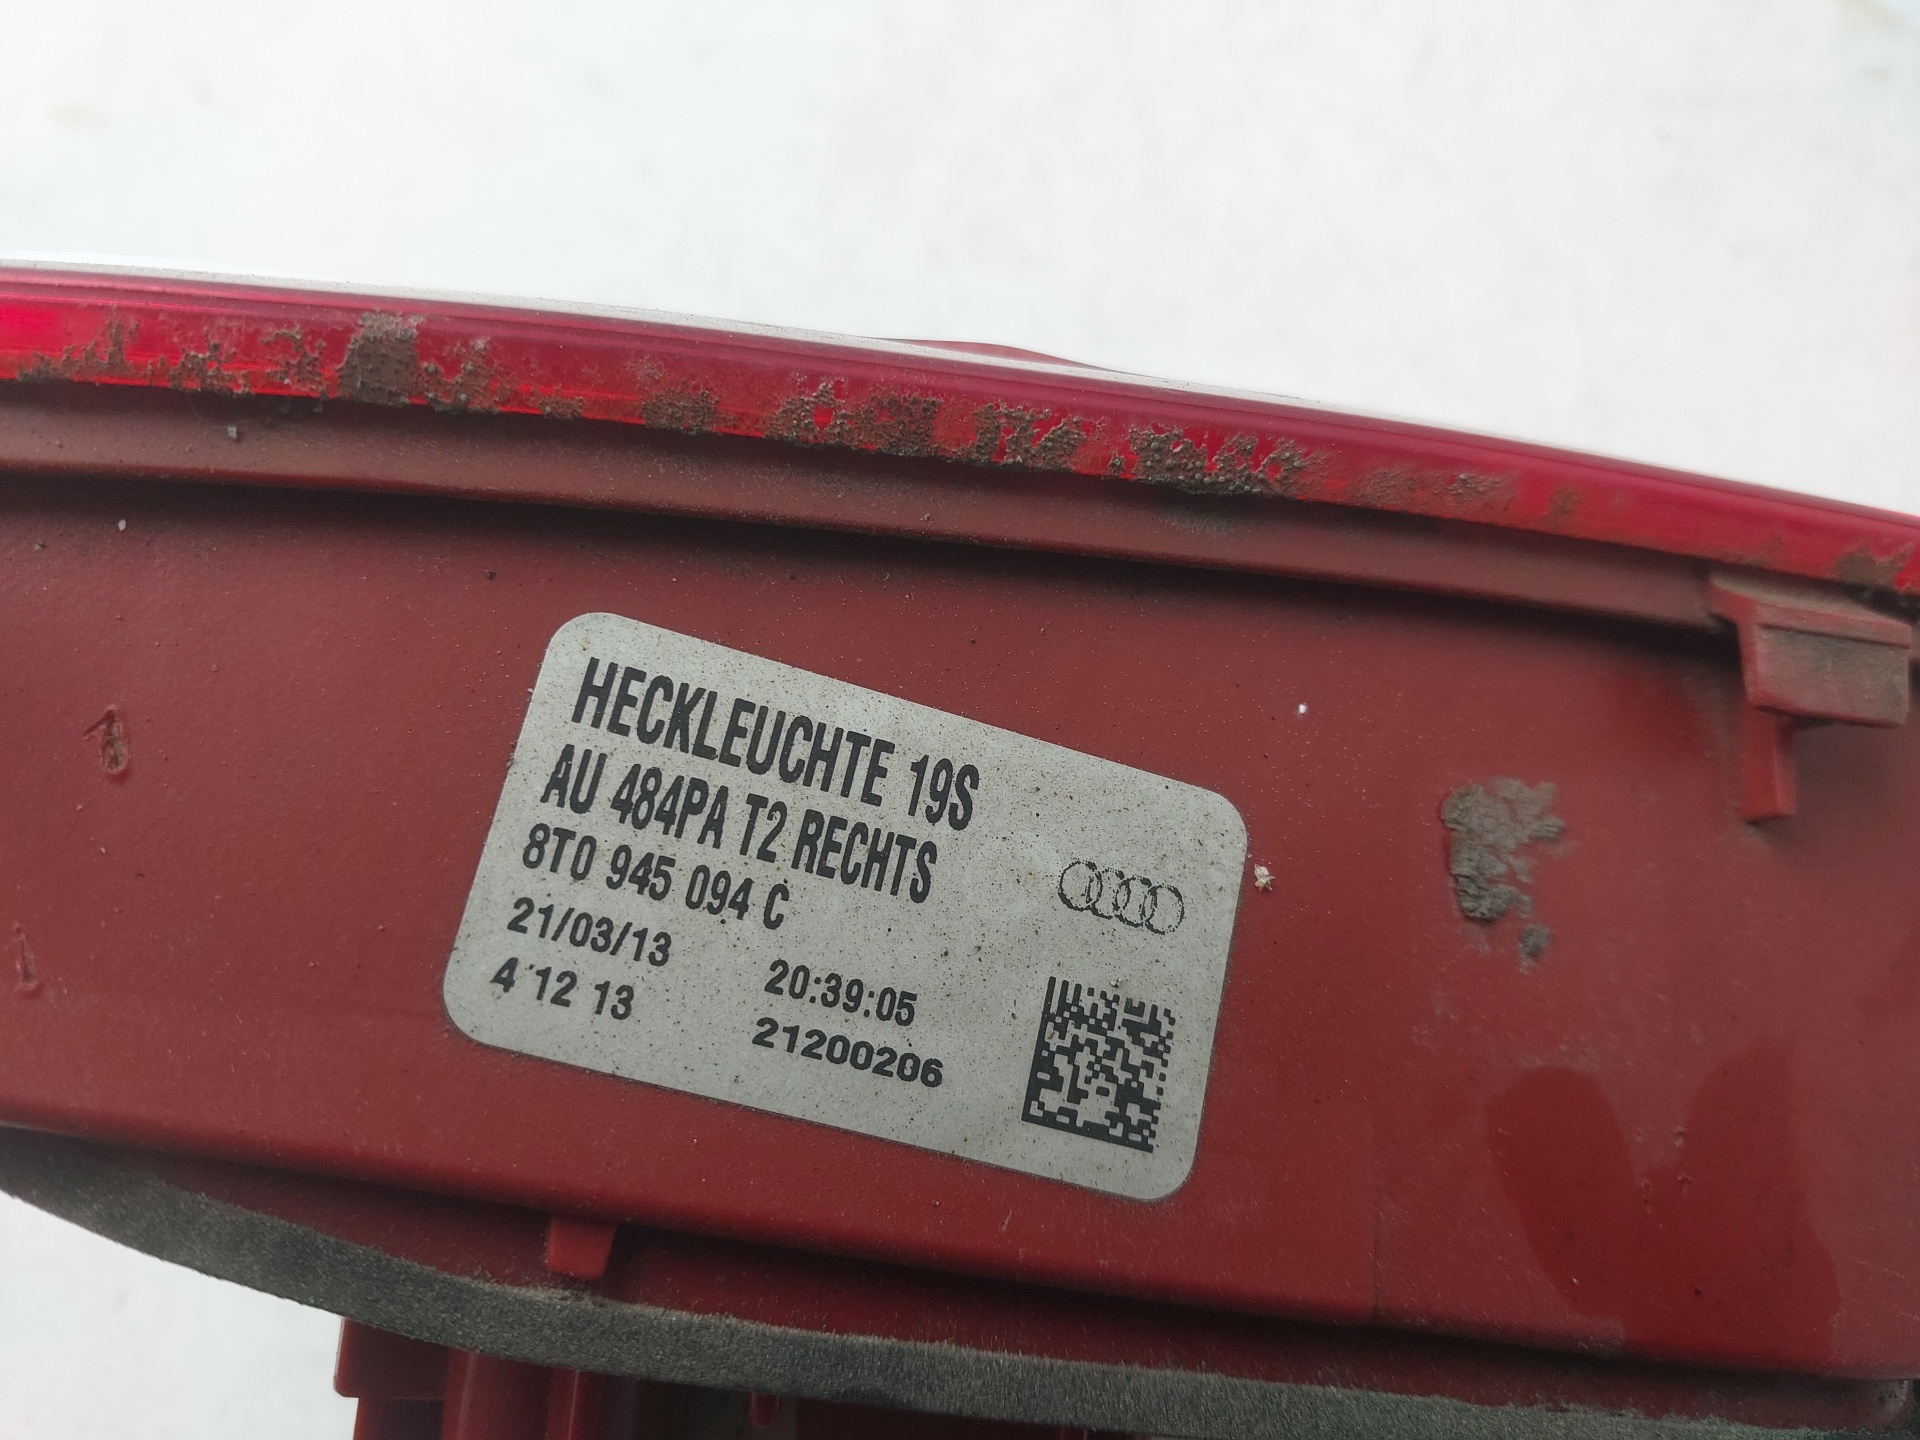 HECKLEUCHTE 19S
AU 484PA T2 RECHTS
8T0 945 094 C
21/03/13 20:39:05
4 12 13 21200206